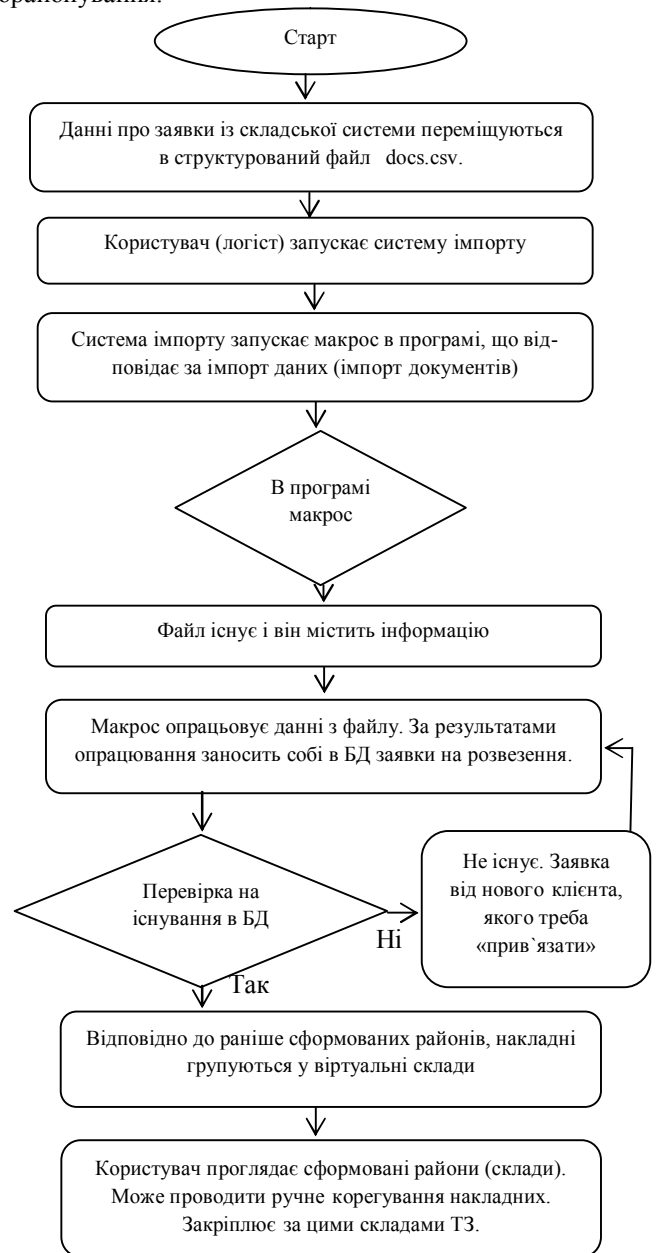 Старт
Данні про заявки із складської системи переміщуються
в структурований файл docs.csv.
Користувач (логіст) запускає систему імпорту
Система імпорту запускає макрос в програмі, що від-
повідає за імпорт даних (імпорт документів)
В програмі
макрос
Файл існує і він містить інформацію
Макрос опрацьовує данні з файлу. За результатами
опрацювання заносить собі в БД заявки на розвезення.
Перевірка на
існування в БД
Ні
Не існує. Заявка
від нового клієнта,
якого треба
«прив`язати»
Так
Відповідно до раніше сформованих районів, накладні
групуються у віртуальні склади
Користувач проглядає сформовані райони (склади).
Може проводити ручне корегування накладних.
Закріплює за цими складами ТЗ.